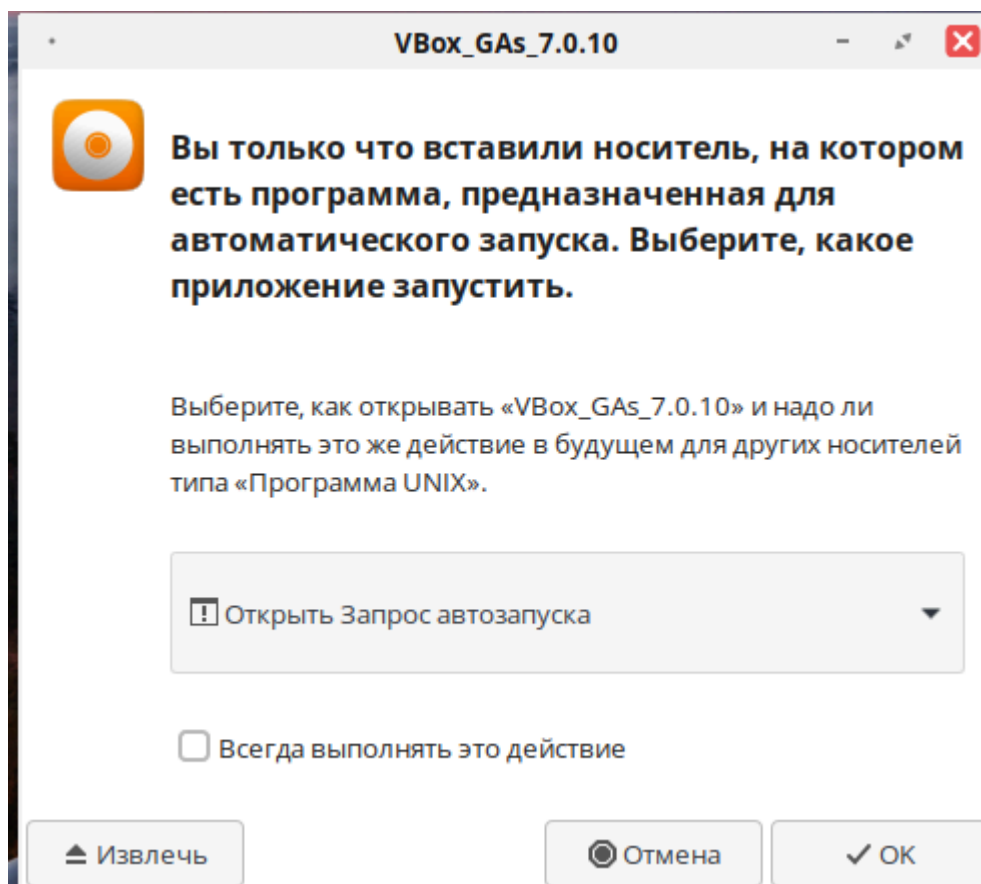 VBox_GAs_7.0.10
Вы только что вставили носитель, на котором
есть программа, предназначенная для
автоматического запуска. Выберите, какое
приложение запустить.
Выберите, как открывать «VBox_GAs_7.0.10» и надо ли
выполнять это же действие в будущем для других носителей
типа «Программа UNIX».
Открыть Запрос автозапуска
Всегда выполнять это действие
Извлечь
Отмена
OK